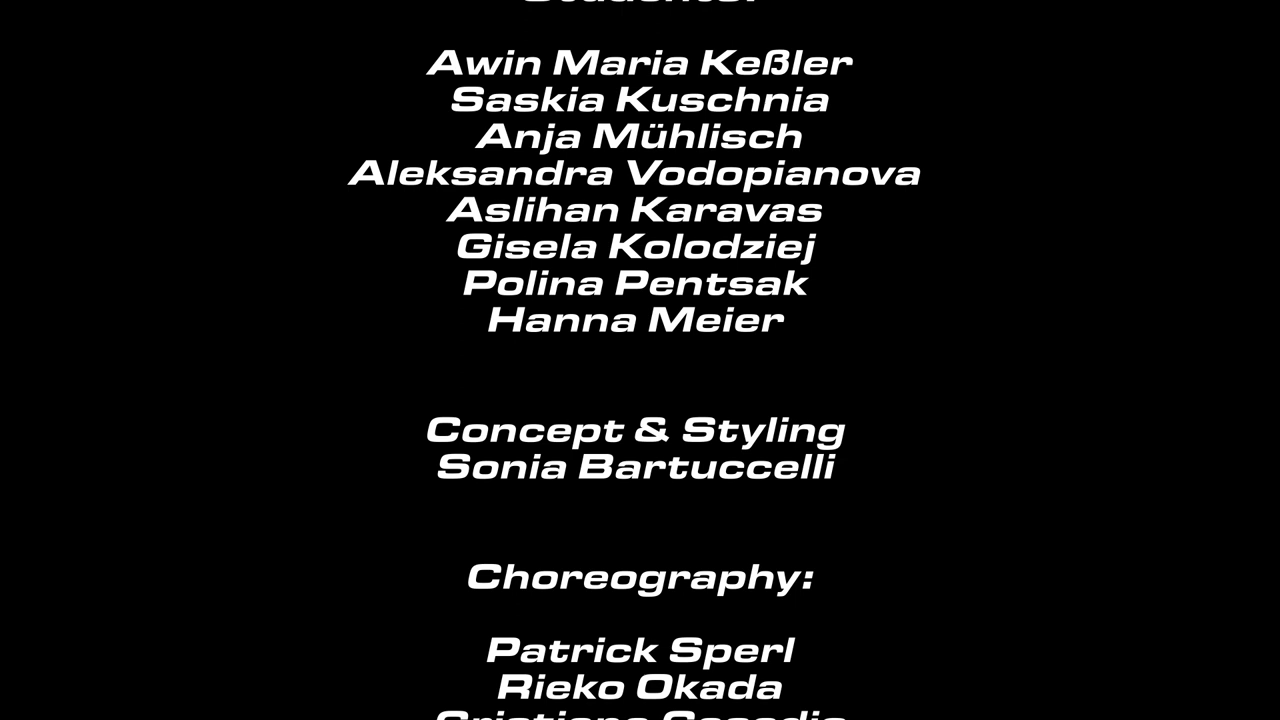 Awin Maria Keßler
Saskia Kuschnia
Anja Mühlisch
Aleksandra Vodopianova
Aslihan Karavas
Gisela Kolodziej
Polina Pentsak
Hanna Meier
Concept & Styling
Sonia Bartuccelli
Choreography:
Patrick Sperl
Rieko Okada